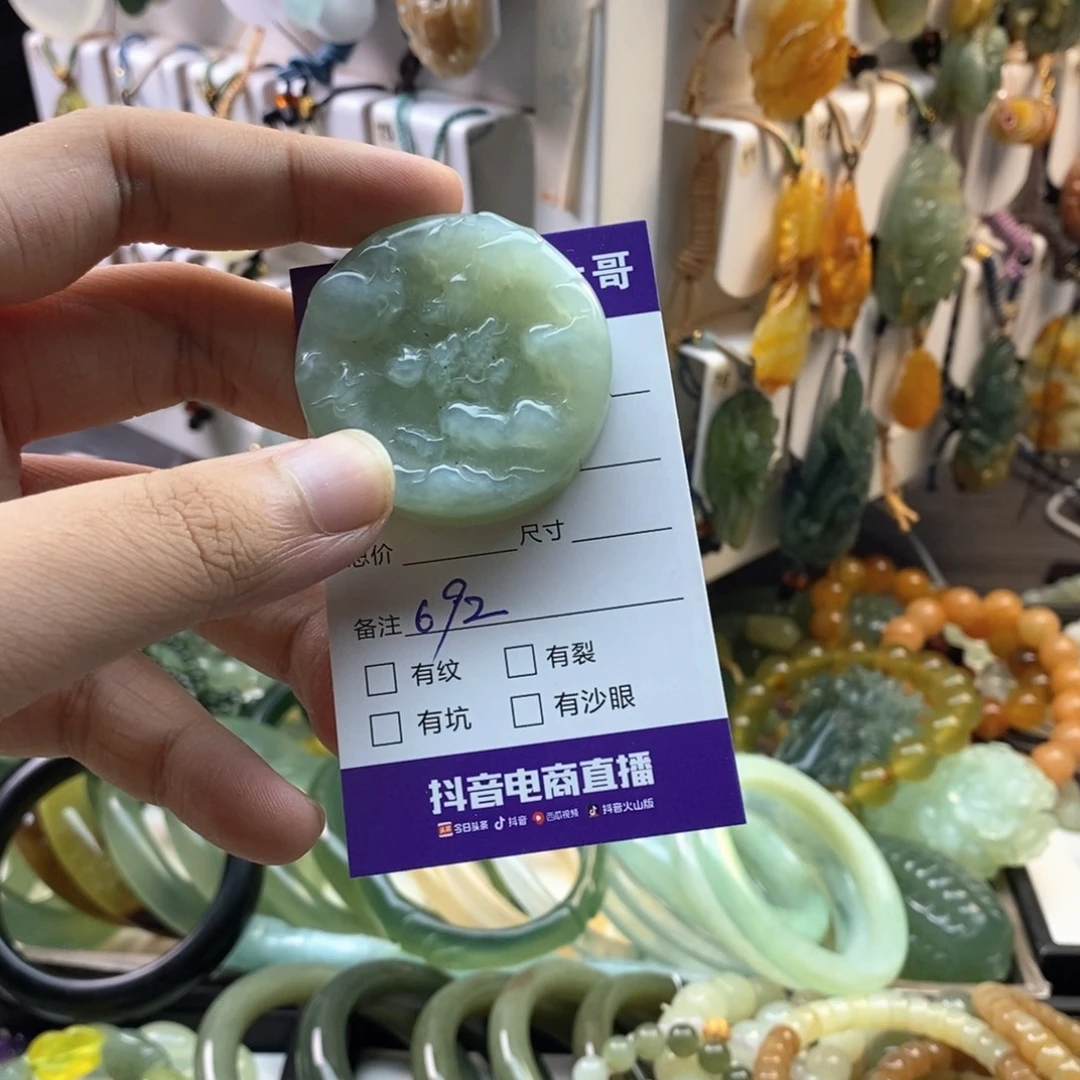 哥
尺寸
总价
备注 692
有纹 有裂
有坑 有沙眼
抖音电商直播
今日头条 抖音 西瓜视频 抖音火山版